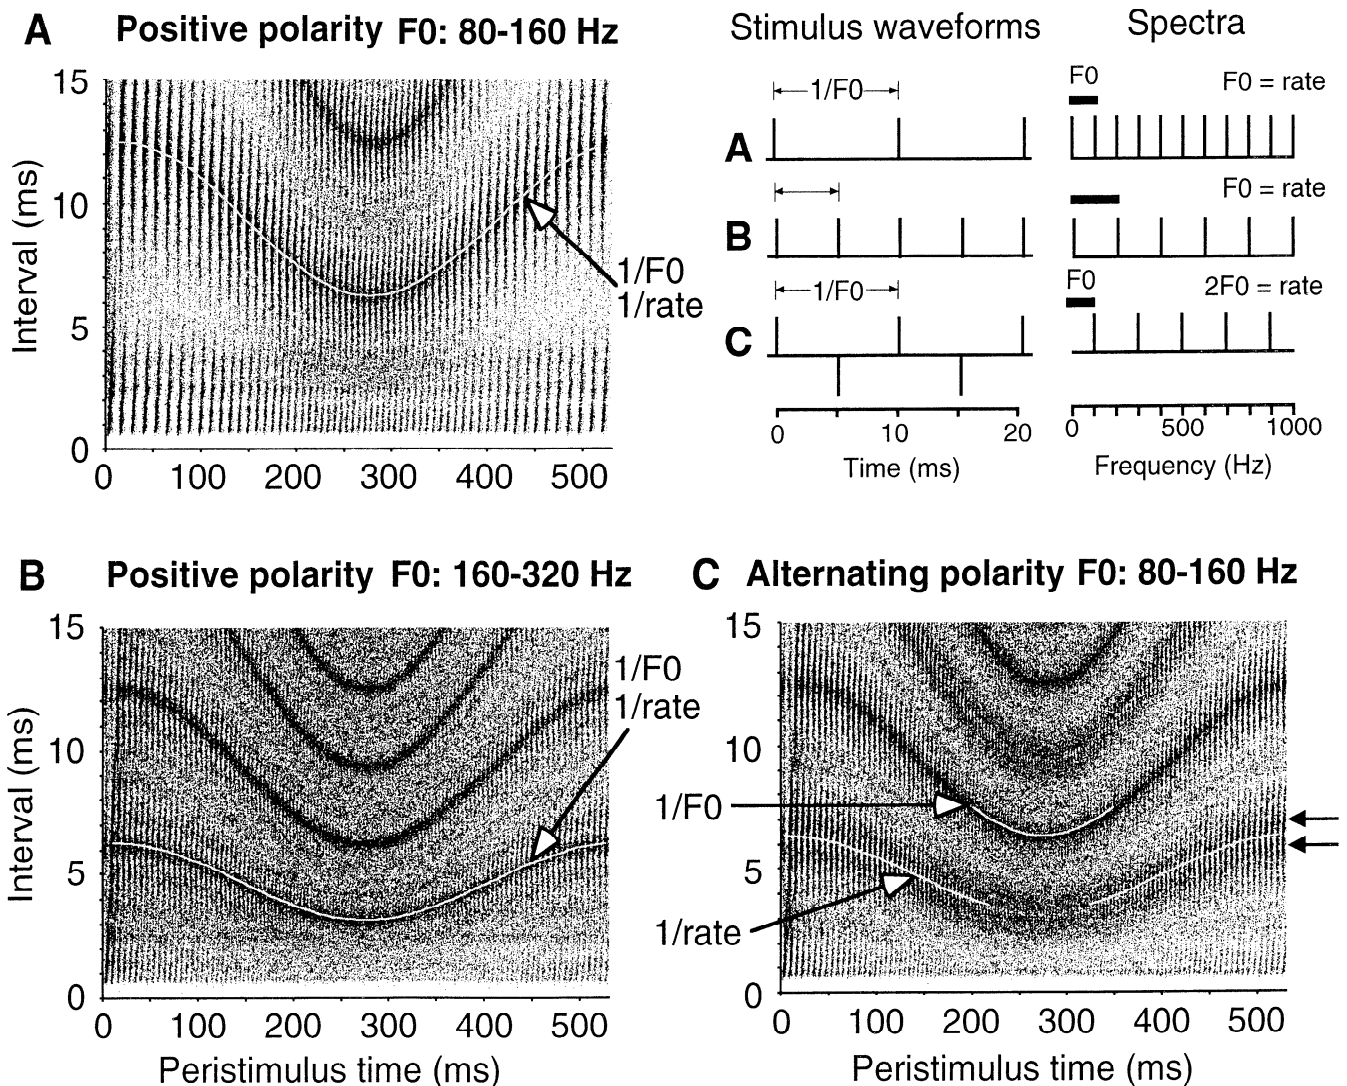 A Positive polarity F0: 80-160 Hz
15
10
5
0
Interval (ms)
0 100 200 300 400 500
1/F0
1/rate
Stimulus waveforms
Spectra
1/F0
F0
F0 = rate
A
F0 = rate
B
1/F0
F0
2F0 = rate
C
0 10 20
Time (ms)
0 500 1000
Frequency (Hz)
B Positive polarity F0: 160-320 Hz
15
10
5
0
Interval (ms)
0 100 200 300 400 500
Peristimulus time (ms)
1/F0
1/rate
C Alternating polarity F0: 80-160 Hz
15
10
5
0
1/F0
1/rate
0 100 200 300 400 500
Peristimulus time (ms)